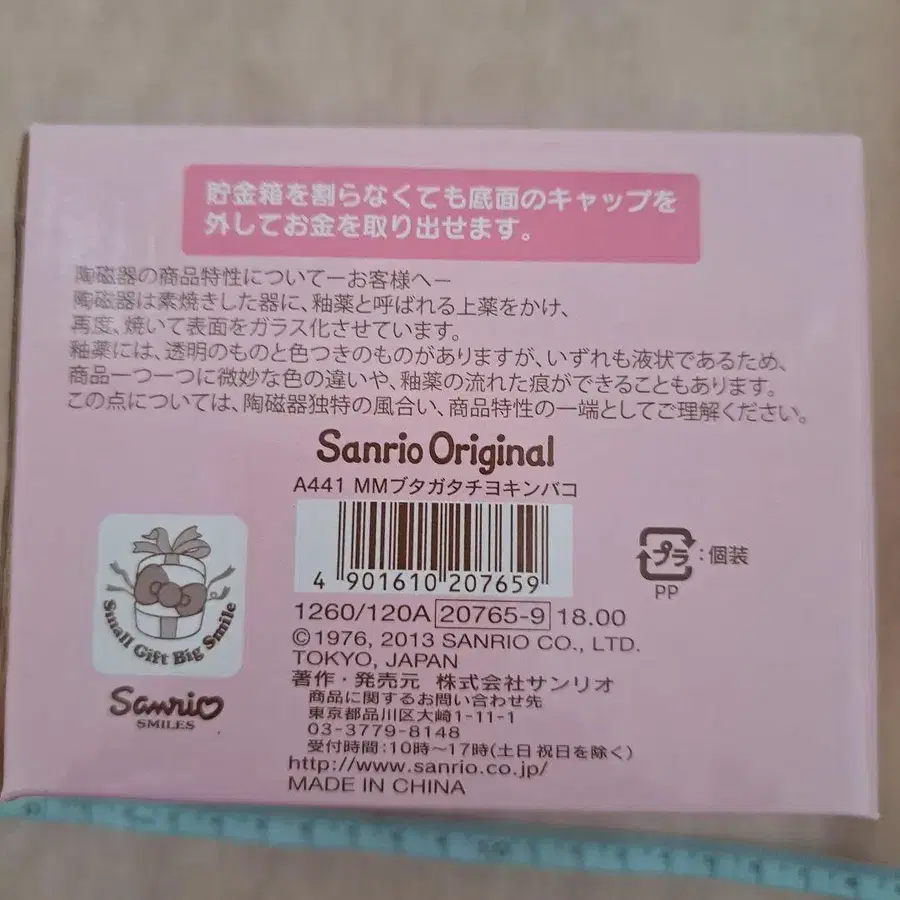 貯金箱を割らなくても底面のキャップを
外してお金を取り出せます。
陶磁器の商品特性についてーお客様へー
陶磁器は素焼きした器に、釉薬と呼ばれる上薬をかけ、
再度、焼いて表面をガラス化させています。
釉薬には、透明のものと色つきのものがありますが、いずれも液状であるため、
商品一つ一つに微妙な色の違いや、釉薬の流れた痕ができることもあります。
この点については、陶磁器独特の風合い、商品特性の一端としてご理解ください。
Sanrio Original
A441 MMブタガタチヨキンバコ
4 901610 207659
プラ:個装
PP
1260/120A 20765-9 18.00
©1976, 2013 SANRIO CO., LTD.
TOKYO, JAPAN
著作・発売元 株式会社サンリオ
商品に関するお問い合わせ先
東京都品川区大崎1-11-1
03-3779-8148
受付時間:10時〜17時(土日祝日を除く)
http://www.sanrio.co.jp/
MADE IN CHINA
Small Gift Big Smile
Sanrio
SMILES